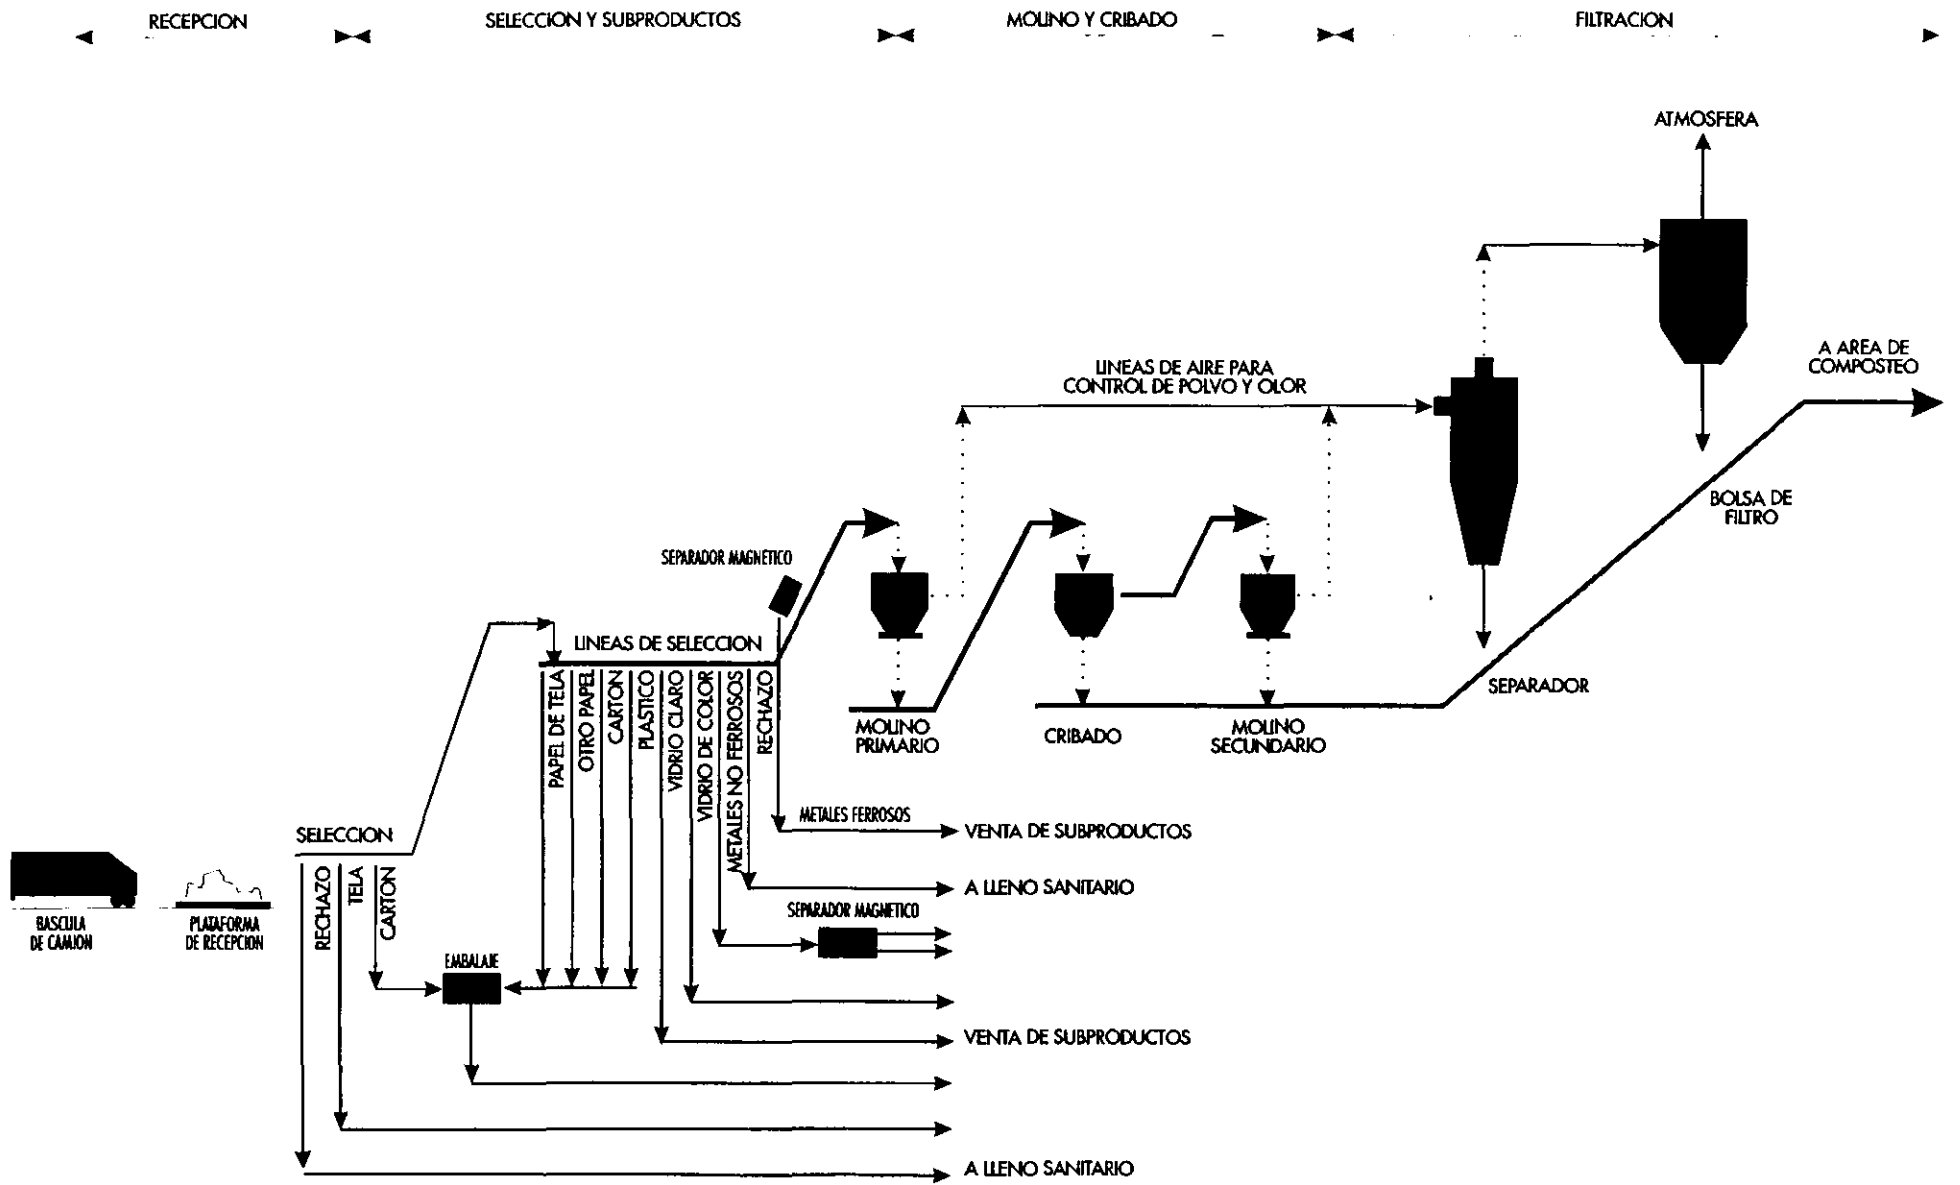 RECEPCION
SELECCION Y SUBPRODUCTOS
MOLINO Y CRIBADO
FILTRACION
ATMOSFERA
A AREA DE
COMPOSTEO
LINEAS DE AIRE PARA
CONTROL DE POLVO Y OLOR
BOLSA DE
FILTRO
SEPARADOR MAGNETICO
LINEAS DE SELECCION
SEPARADOR
MOLINO
PRIMARIO
CRIBADO
MOLINO
SECUNDARIO
PAPEL DE TELA
OTRO PAPEL
CARTON
PLASTICO
VIDRIO CLARO
VIDRIO DE COLOR
METALES NO FERROSOS
RECHAZO
METALES FERROSOS
VENTA DE SUBPRODUCTOS
SELECCION
RECHAZO
TELA
CARTON
A LLENO SANITARIO
SEPARADOR MAGNETICO
BASCULA
DE CAMION
PLATAFORMA
DE RECEPCION
EMBALAJE
VENTA DE SUBPRODUCTOS
A LLENO SANITARIO